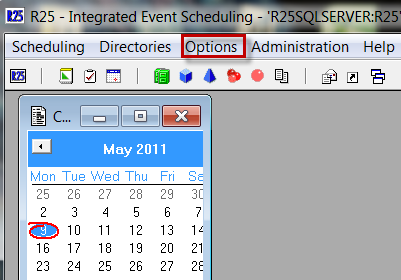 R25 - Integrated Event Scheduling - 'R25SQLSERVER:R25'
Scheduling Directories Options Administration Help
R25
C...
May 2011
Mon Tue Wed Thu Fri Sa
25 26 27 28 29 30
2 3 4 5 6 7
9 10 11 12 13 14
16 17 18 19 20 21
23 24 25 26 27 28